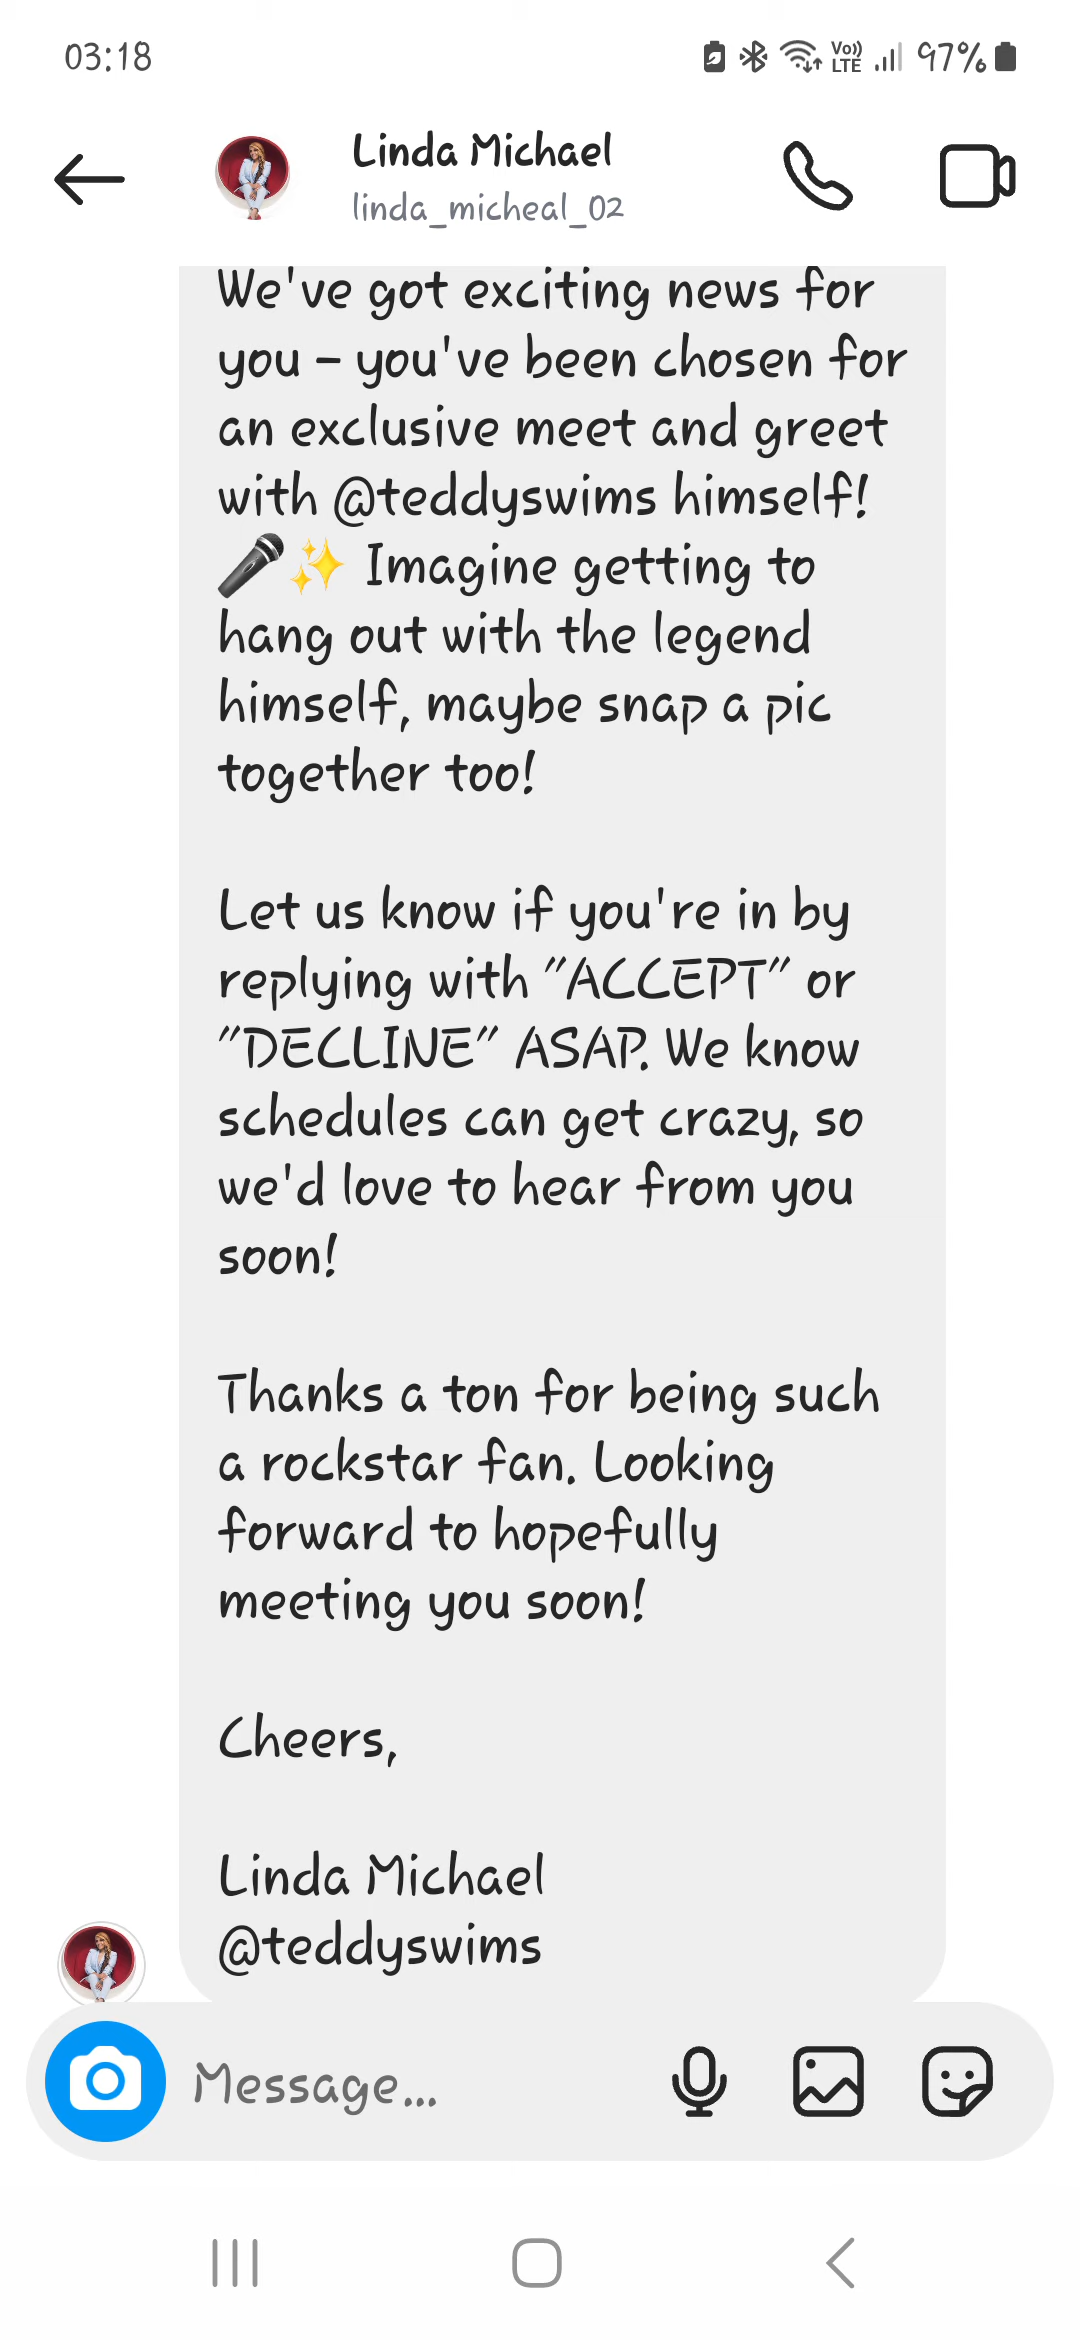 03:18
Vo))
LTE
97%
Linda Michael
linda_micheal_02
We've got exciting news for
you – you've been chosen for
an exclusive meet and greet
with @teddyswims himself!
🎤✨ Imagine getting to
hang out with the legend
himself, maybe snap a pic
together too!
Let us know if you're in by
replying with "ACCEPT" or
"DECLINE" ASAP. We know
schedules can get crazy, so
we'd love to hear from you
soon!
Thanks a ton for being such
a rockstar fan. Looking
forward to hopefully
meeting you soon!
Cheers,
Linda Michael
@teddyswims
Message...